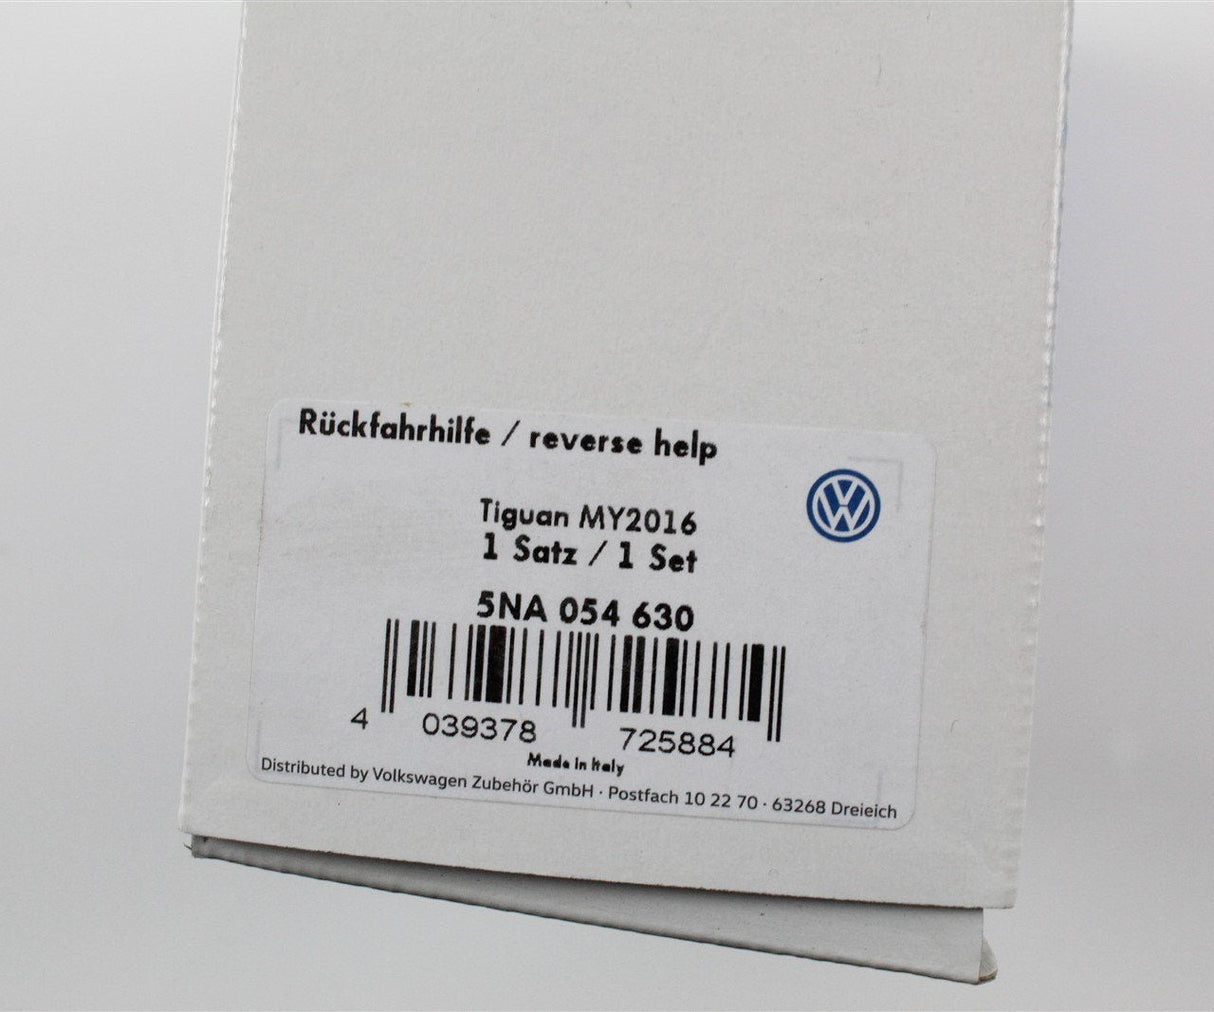 Rückfahrhilfe / reverse help
Tiguan MY2016
1 Satz / 1 Set
5NA 054 630
4 039378 725884
Made in Italy
Distributed by Volkswagen Zubehör GmbH · Postfach 10 22 70 · 63268 Dreieich